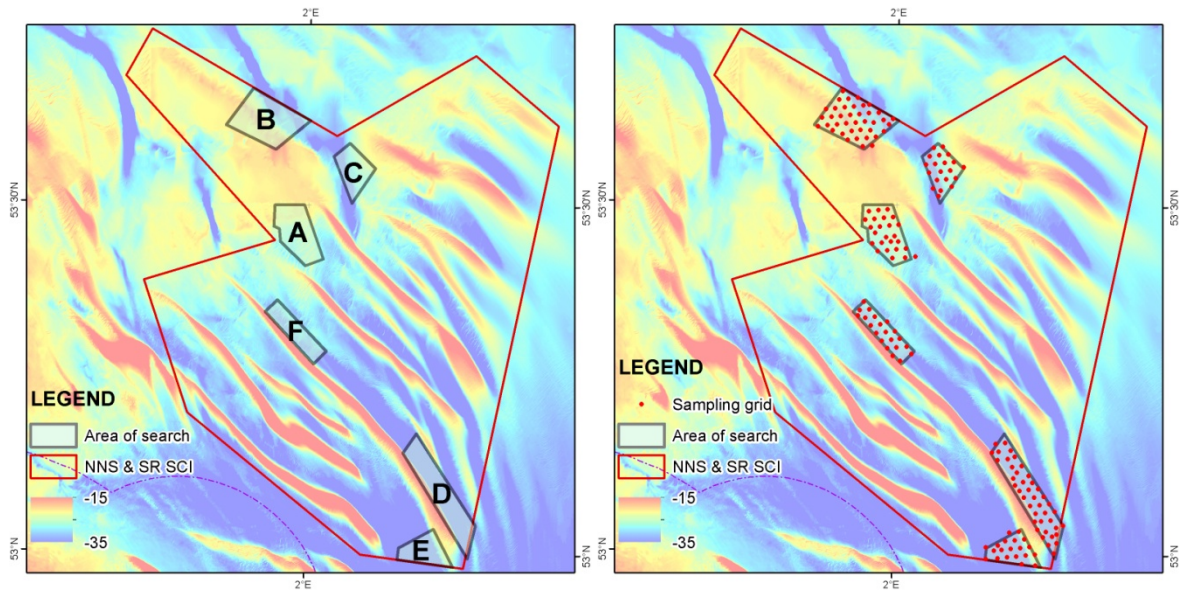 2°E
2°E
B
C
A
F
D
E
53°30'N
53°30'N
53°30'N
53°30'N
53°N
53°N
LEGEND
Area of search
NNS & SR SCI
-15
-35
LEGEND
Sampling grid
Area of search
NNS & SR SCI
-15
-35
2°E
2°E